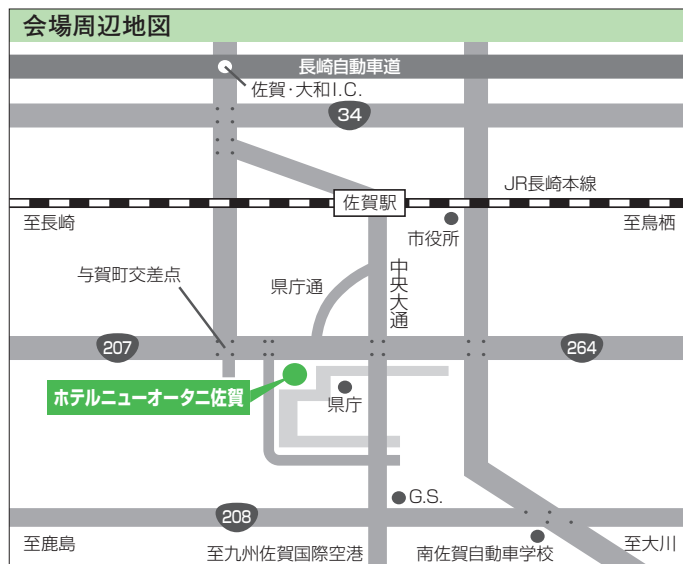 会場周辺地図
長崎自動車道
佐賀・大和I.C.
34
JR長崎本線
佐賀駅
至長崎
市役所
至鳥栖
与賀町交差点
県庁通
中央大通
207
264
ホテルニューオータニ佐賀
県庁
G.S.
208
至鹿島
至九州佐賀国際空港
南佐賀自動車学校
至大川